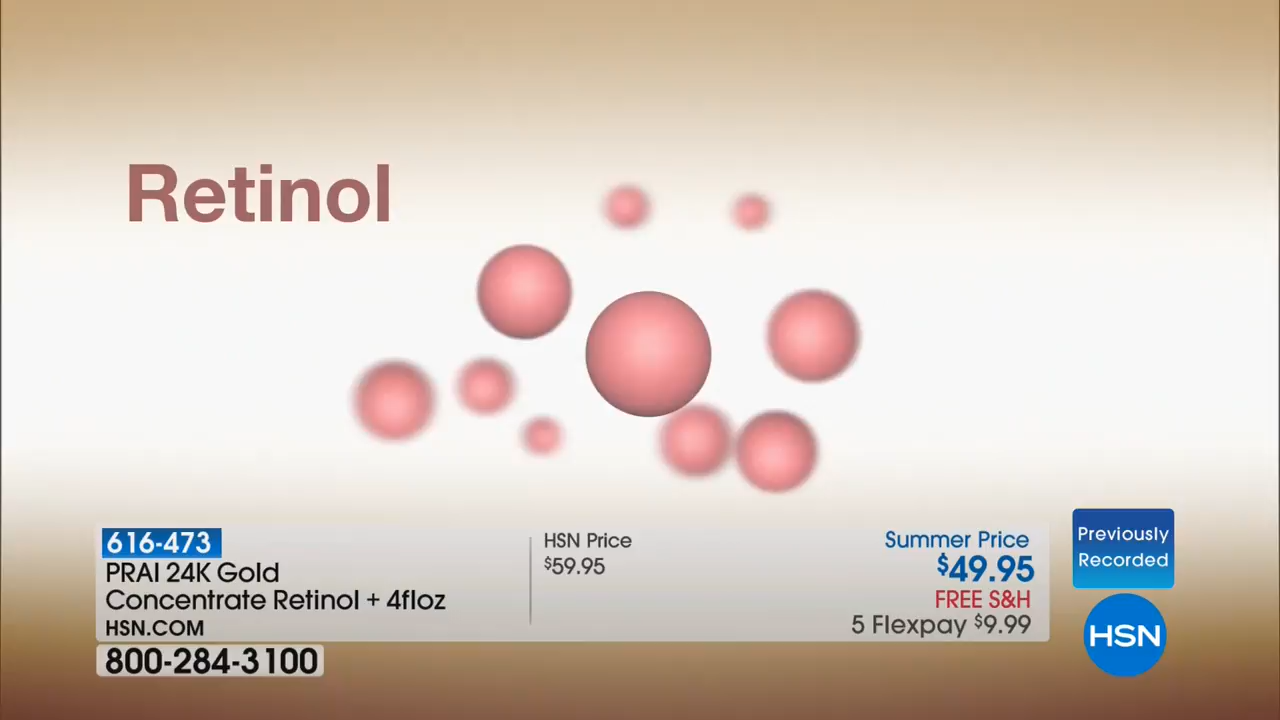 Retinol
616-473
PRAI 24K Gold
Concentrate Retinol + 4floz
HSN.COM
800-284-3100
HSN Price
$59.95
Summer Price
$49.95
FREE S&H
5 Flexpay $9.99
Previously
Recorded
HSN